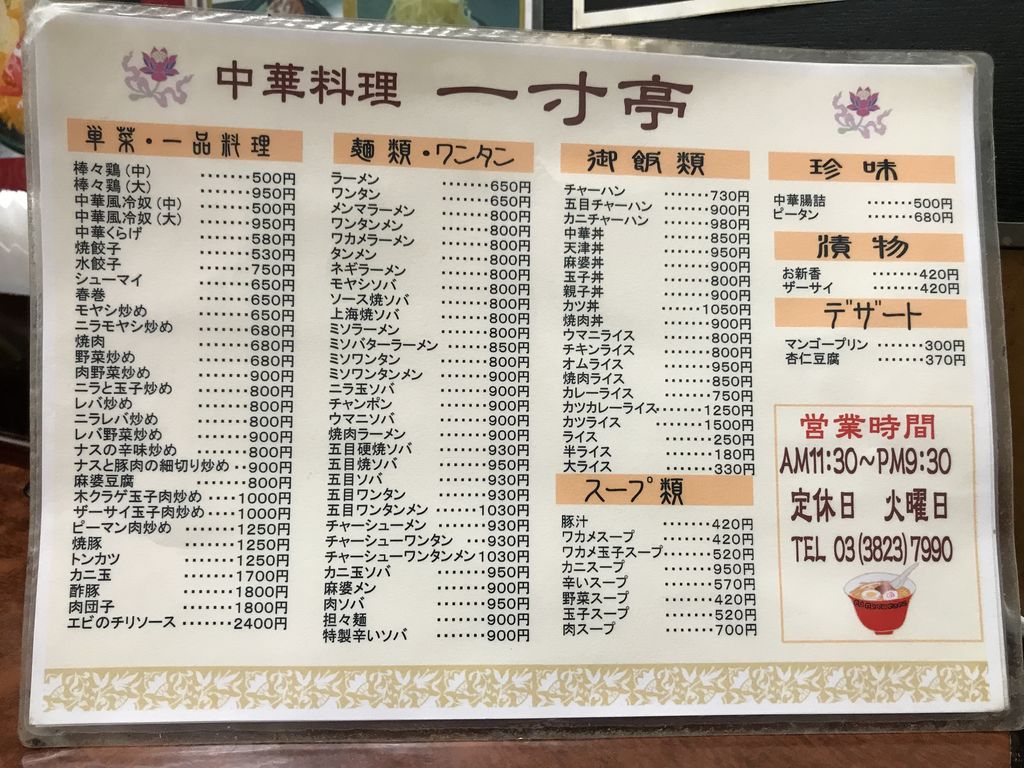 中華料理 一寸亭
単菜・一品料理
棒々鶏(中) ········500円
棒々鶏(大) ········950円
中華風冷奴(中) ········500円
中華風冷奴(大) ········950円
中華くらげ ········580円
焼餃子 ········530円
水餃子 ········750円
シューマイ ········650円
春巻 ········650円
モヤシ炒め ········650円
ニラモヤシ炒め ········680円
焼肉 ········680円
野菜炒め ········680円
肉野菜炒め ········900円
ニラと玉子炒め ········800円
レバ炒め ········800円
ニラレバ炒め ········800円
レバ野菜炒め ········900円
ナスの辛味炒め ········900円
ナスと豚肉の細切り炒め ··900円
麻婆豆腐 ········800円
木クラゲ玉子肉炒め ····1000円
ザーサイ玉子肉炒め ····1000円
ピーマン肉炒め ·······1250円
焼豚 ·······1250円
トンカツ ·······1250円
カニ玉 ·······1700円
酢豚 ·······1800円
肉団子 ·······1800円
エビのチリソース ·······2400円
麺類・ワンタン
ラーメン ·······650円
ワンタン ·······650円
メンマラーメン ·······800円
ワンタンメン ·······800円
ワカメラーメン ·······800円
タンメン ·······800円
ネギラーメン ·······800円
モヤシソバ ·······800円
ソース焼ソバ ·······800円
上海焼ソバ ·······800円
ミソラーメン ·······800円
ミソバターラーメン ·······850円
ミソワンタン ·······800円
ミソワンタンメン ·······900円
ニラ玉ソバ ·······900円
チャンポン ·······900円
ウマニソバ ·······900円
焼肉ラーメン ·······900円
五目硬焼ソバ ·······930円
五目焼ソバ ·······950円
五目ソバ ·······930円
五目ワンタン ·······930円
五目ワンタンメン ·····1030円
チャーシューメン ·······930円
チャーシューワンタン ····930円
チャーシューワンタンメン 1030円
カニ玉ソバ ·······950円
麻婆メン ·······900円
肉ソバ ·······950円
担々麺 ·······900円
特製辛いソバ ·······900円
御飯類
チャーハン ·······730円
五目チャーハン ·······900円
カニチャーハン ·······980円
中華丼 ·······850円
天津丼 ·······950円
麻婆丼 ·······900円
玉子丼 ·······800円
親子丼 ·······900円
カツ丼 ······1050円
焼肉丼 ·······900円
ウマニライス ·······800円
チキンライス ·······800円
オムライス ·······950円
焼肉ライス ·······850円
カレーライス ·······750円
カツカレーライス ·······1250円
カツライス ······1500円
ライス ·······250円
半ライス ·······180円
大ライス ·······330円
スープ類
豚汁 ·······420円
ワカメスープ ·······420円
ワカメ玉子スープ ·······520円
カニスープ ·······950円
辛いスープ ·······570円
野菜スープ ·······420円
玉子スープ ·······520円
肉スープ ·······700円
珍味
中華腸詰 ·······500円
ピータン ·······680円
漬物
お新香 ·······420円
ザーサイ ·······420円
デザート
マンゴープリン ·······300円
杏仁豆腐 ·······370円
営業時間
AM11:30〜PM9:30
定休日 火曜日
TEL 03(3823)7990